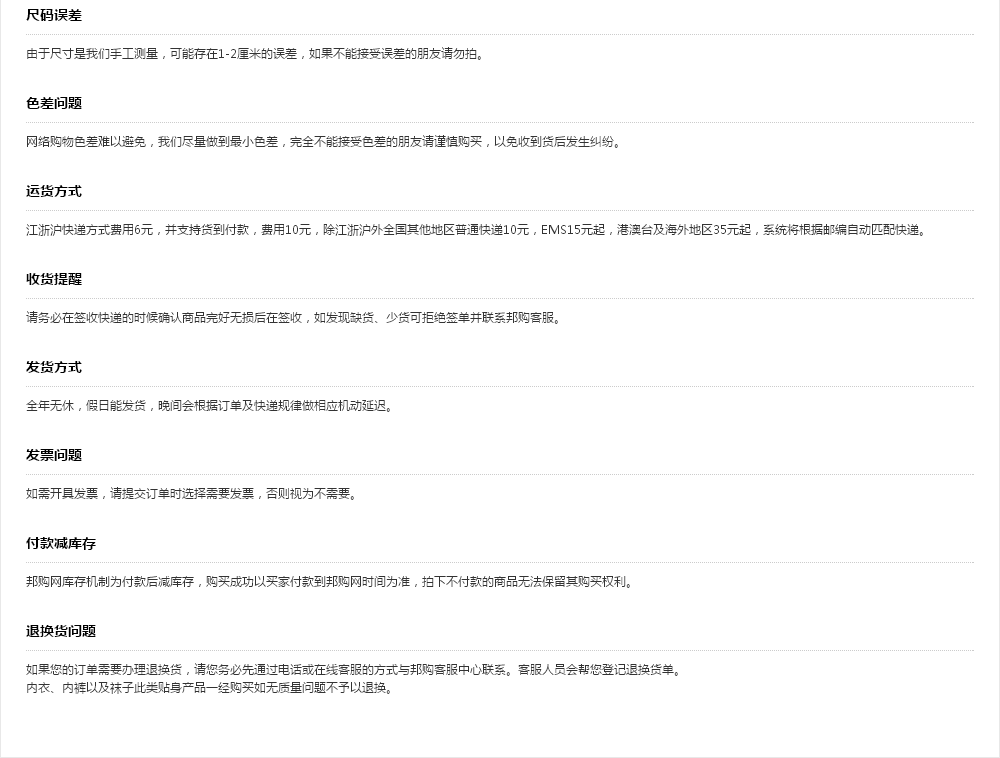 尺码误差
由于尺寸是我们手工测量，可能存在1-2厘米的误差，如果不能接受误差的朋友请勿拍。
色差问题
网络购物色差难以避免，我们尽量做到最小色差，完全不能接受色差的朋友请谨慎购买，以免收到货后发生纠纷。
运货方式
江浙沪快递方式费用6元，并支持货到付款，费用10元，除江浙沪外全国其他地区普通快递10元，EMS15元起，港澳台及海外地区35元起，系统将根据邮编自动匹配快递。
收货提醒
请务必在签收快递的时候确认商品完好无损后在签收，如发现缺货、少货可拒绝签单并联系邦购客服。
发货方式
全年无休，假日能发货，晚间会根据订单及快递规律做相应机动延迟。
发票问题
如需开具发票，请提交订单时选择需要发票，否则视为不需要。
付款减库存
邦购网库存机制为付款后减库存，购买成功以买家付款到邦购网时间为准，拍下不付款的商品无法保留其购买权利。
退换货问题
如果您的订单需要办理退换货，请您务必先通过电话或在线客服的方式与邦购客服中心联系。客服人员会帮您登记退换货单。
内衣、内裤以及袜子此类贴身产品一经购买如无质量问题不予以退换。